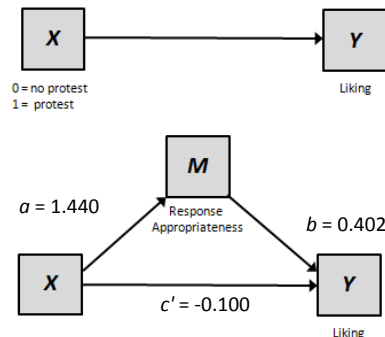 X
Y
0 = no protest
1 = protest
Liking
M
a = 1.440
Response
Appropriateness
b = 0.402
X
Y
c' = -0.100
Liking